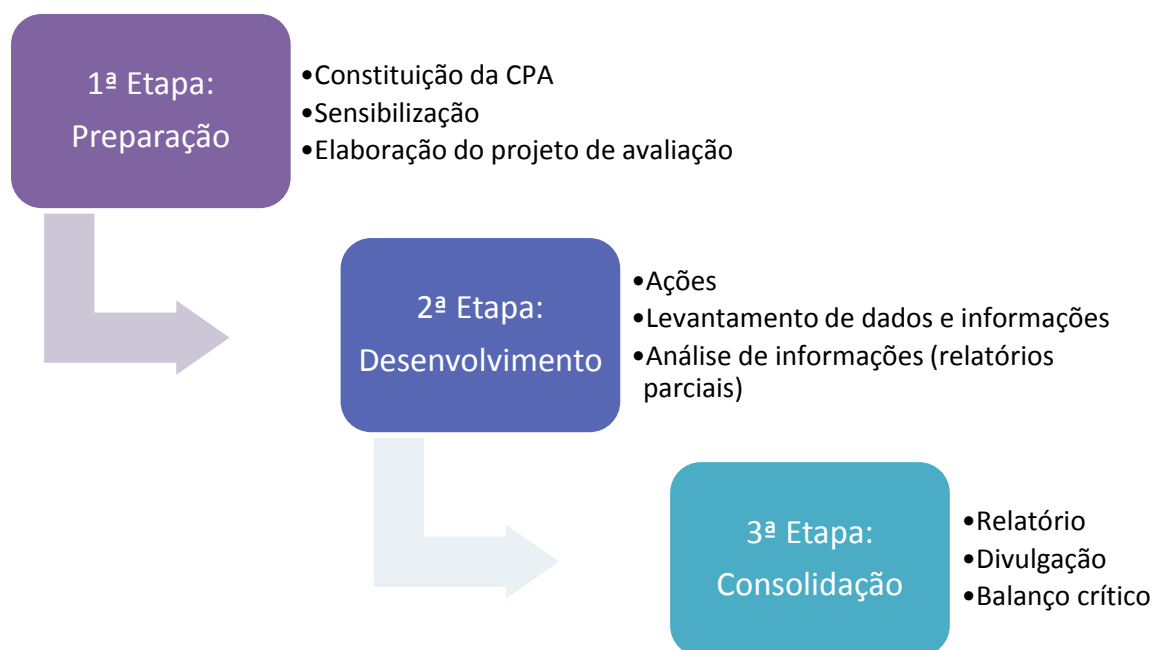 1ª Etapa:
Preparação
•Constituição da CPA
•Sensibilização
•Elaboração do projeto de avaliação
2ª Etapa:
Desenvolvimento
•Ações
•Levantamento de dados e informações
•Análise de informações (relatórios
parciais)
3ª Etapa:
Consolidação
•Relatório
•Divulgação
•Balanço crítico